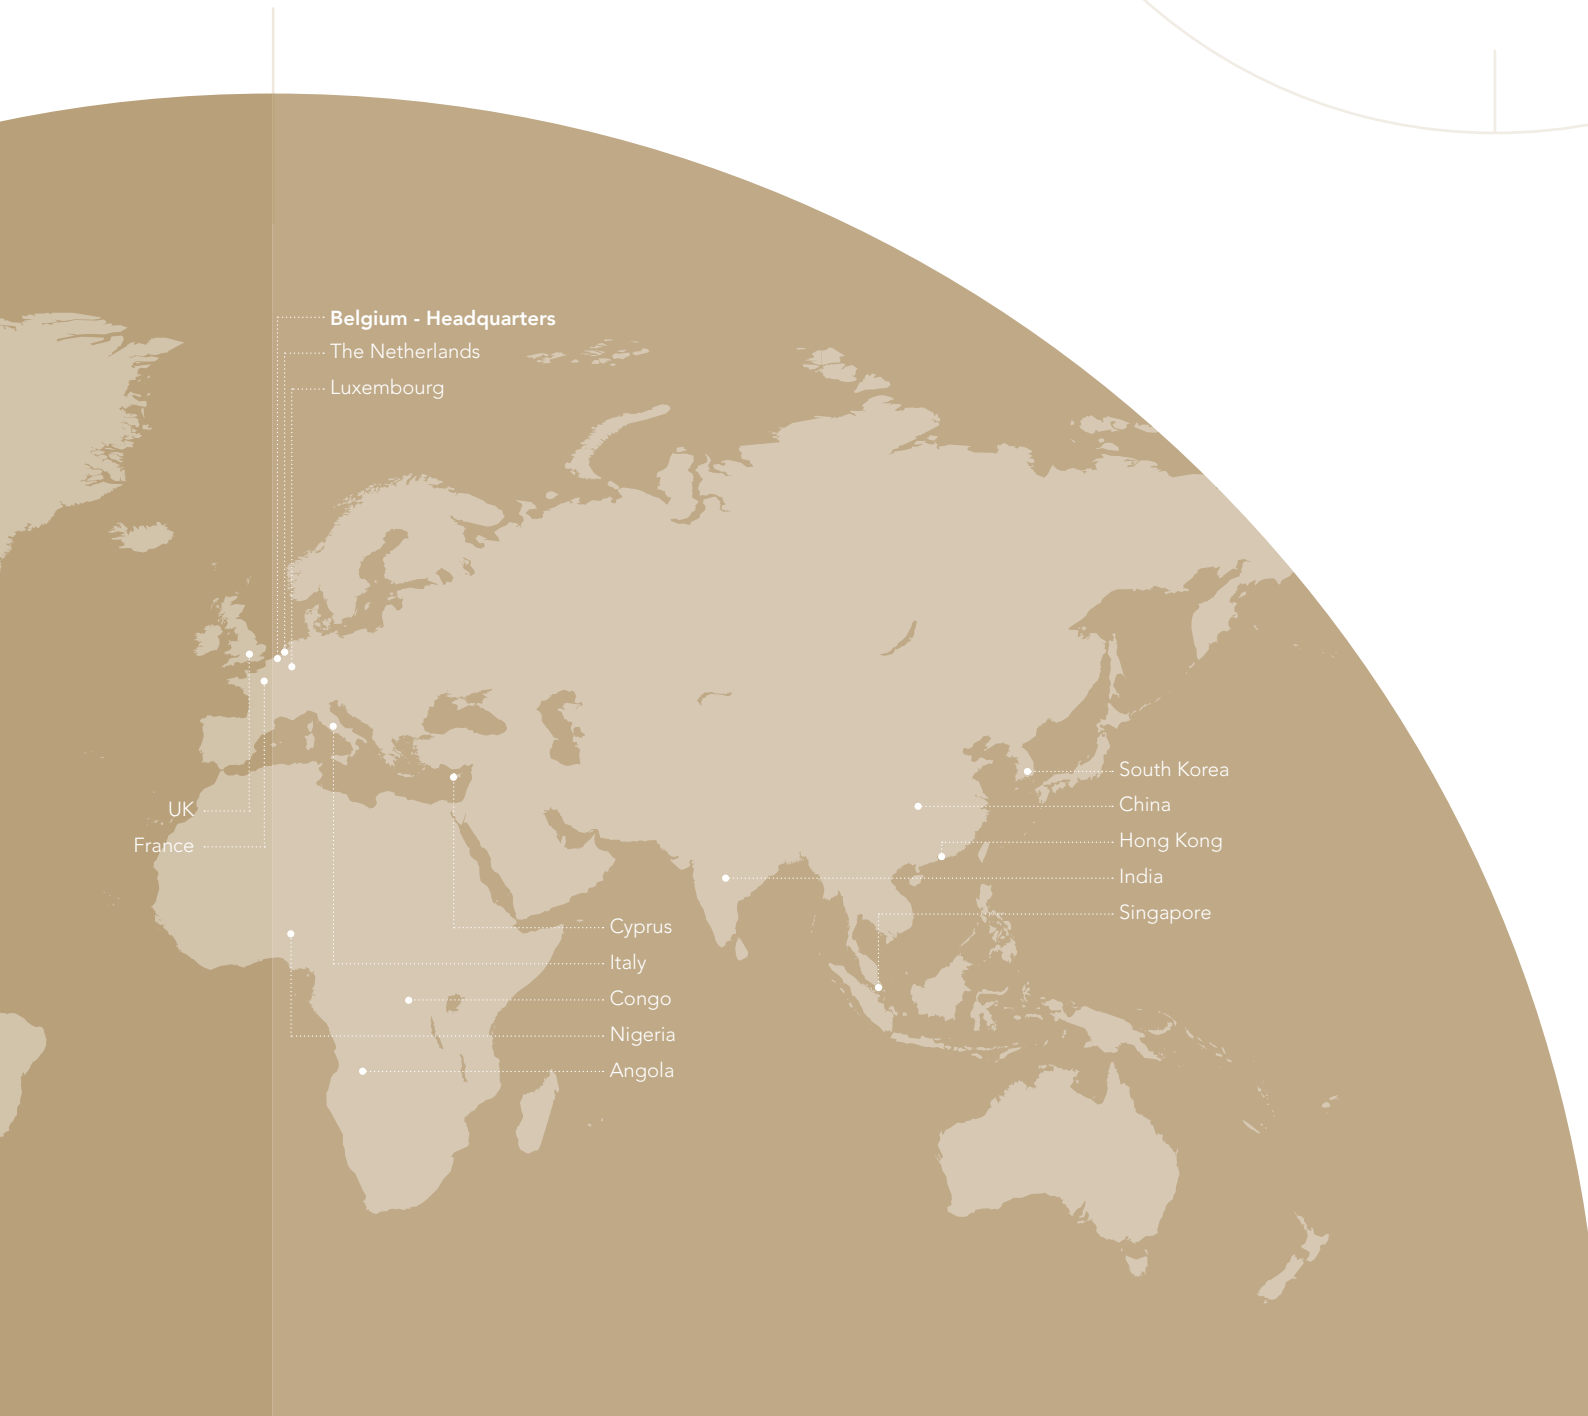 Belgium - Headquarters
The Netherlands
Luxembourg
UK
France
Cyprus
Italy
Congo
Nigeria
Angola
South Korea
China
Hong Kong
India
Singapore